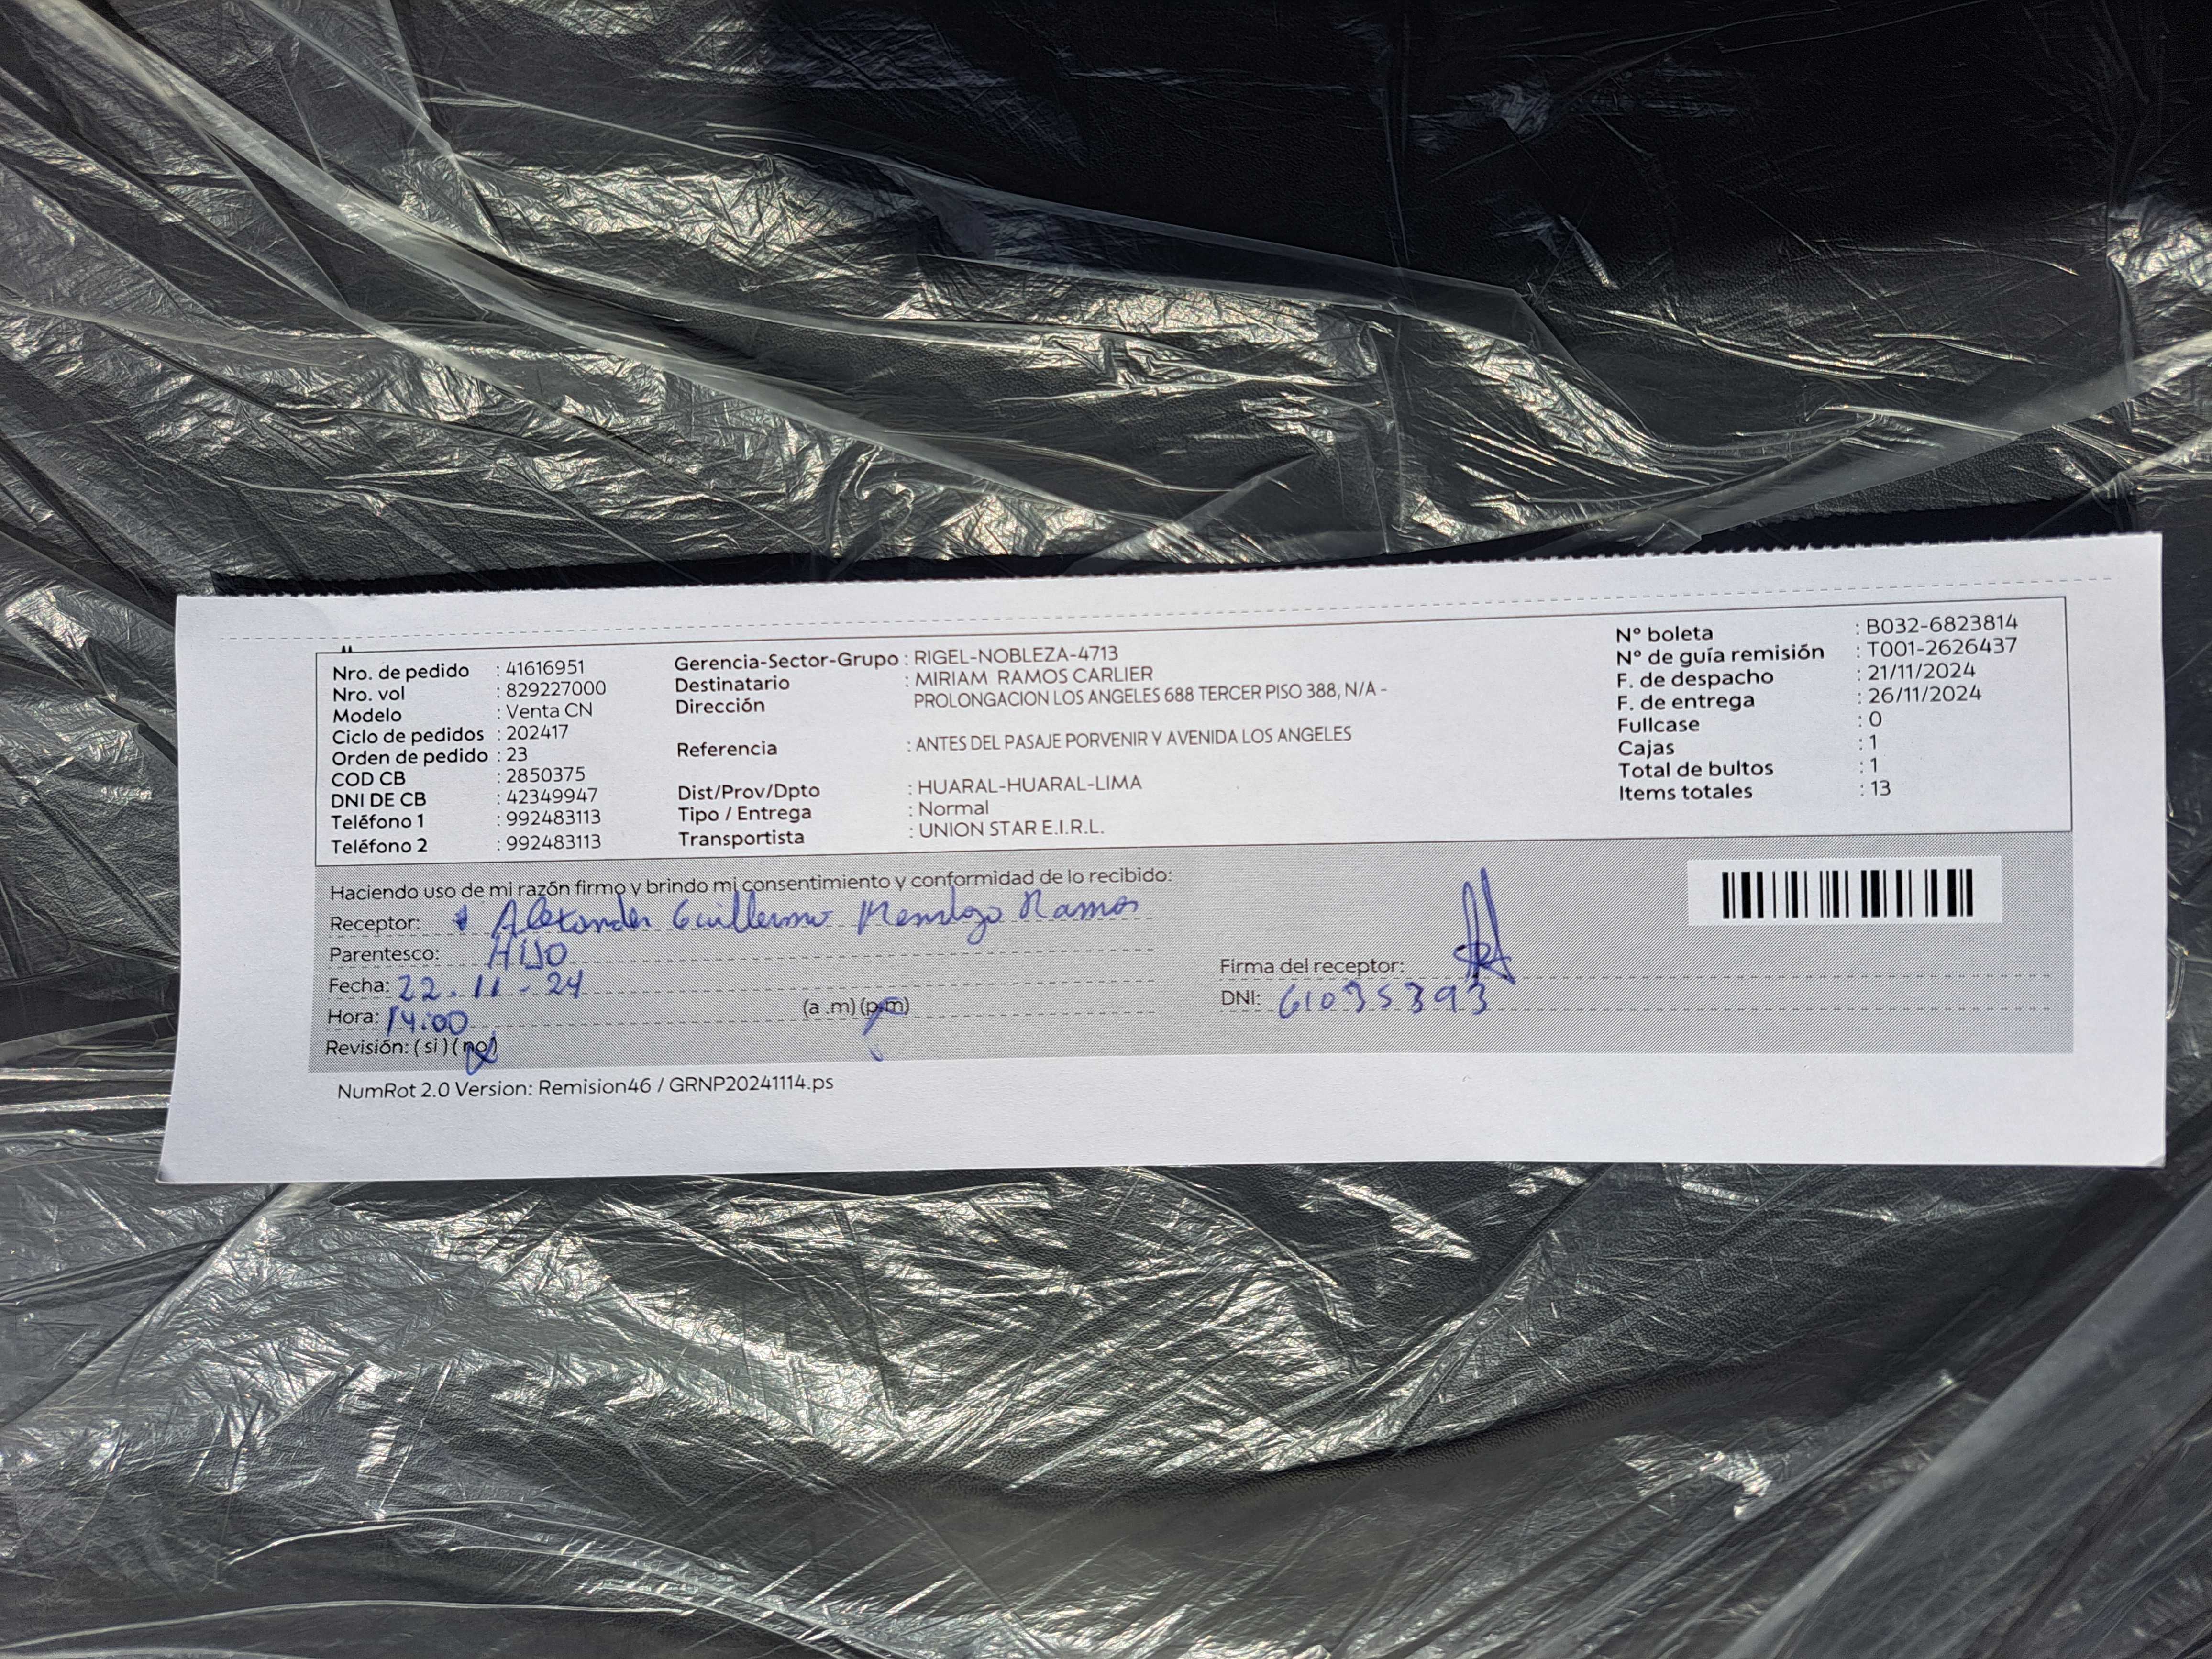 Nro. de pedido : 41616951
Nro. vol : 829227000
Modelo : Venta CN
Ciclo de pedidos : 202417
Orden de pedido : 23
COD CB : 2850375
DNI DE CB : 42349947
Teléfono 1 : 992483113
Teléfono 2 : 992483113
Gerencia-Sector-Grupo : RIGEL-NOBLEZA-4713
Destinatario : MIRIAM RAMOS CARLIER
Dirección PROLONGACION LOS ANGELES 688 TERCER PISO 388, N/A -
Referencia : ANTES DEL PASAJE PORVENIR Y AVENIDA LOS ANGELES
Dist/Prov/Dpto : HUARAL-HUARAL-LIMA
Tipo / Entrega : Normal
Transportista : UNION STAR E.I.R.L.
N° boleta : B032-6823814
N° de guía remisión : T001-2626437
F. de despacho : 21/11/2024
F. de entrega : 26/11/2024
Fullcase : 0
Cajas : 1
Total de bultos : 1
Items totales : 13
Haciendo uso de mi razón firmo y brindo mi consentimiento y conformidad de lo recibido:
Receptor: Alexander Guillermo Mendoza Ramos
Parentesco: HIJO
Fecha: 22-11-24
Hora: 14:00 (a .m) (p.m)
Revisión: ( si ) ( no)
Firma del receptor:
DNI: 61035393
NumRot 2.0 Version: Remision46 / GRNP20241114.ps